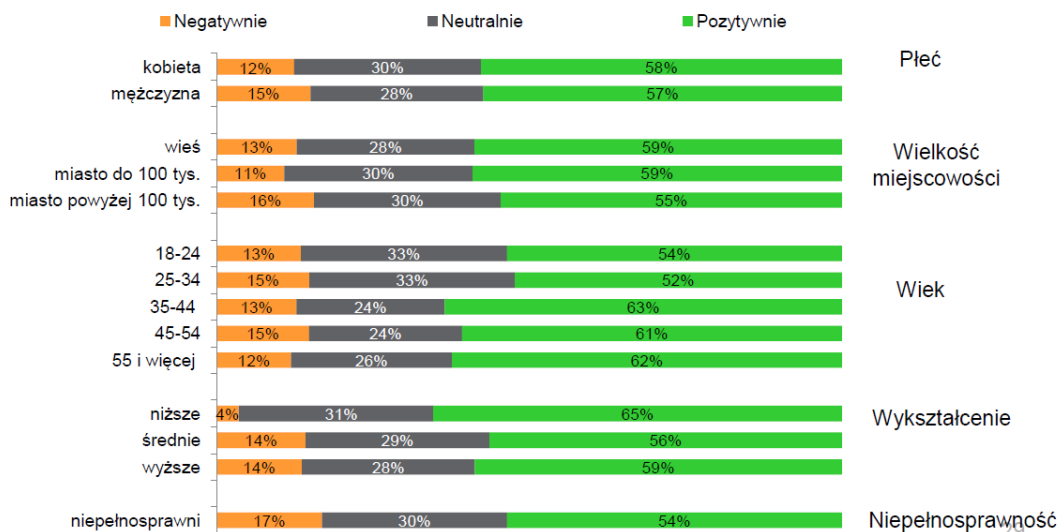 Negatywnie Neutralnie Pozytywnie
Płeć
kobieta 12% 30% 58%
mężczyzna 15% 28% 57%
Wielkość
miejscowości
wieś 13% 28% 59%
miasto do 100 tys. 11% 30% 59%
miasto powyżej 100 tys. 16% 30% 55%
Wiek
18-24 13% 33% 54%
25-34 15% 33% 52%
35-44 13% 24% 63%
45-54 15% 24% 61%
55 i więcej 12% 26% 62%
Wykształcenie
niższe 4% 31% 65%
średnie 14% 29% 56%
wyższe 14% 28% 59%
niepełnosprawni 17% 30% 54% Niepełnosprawność